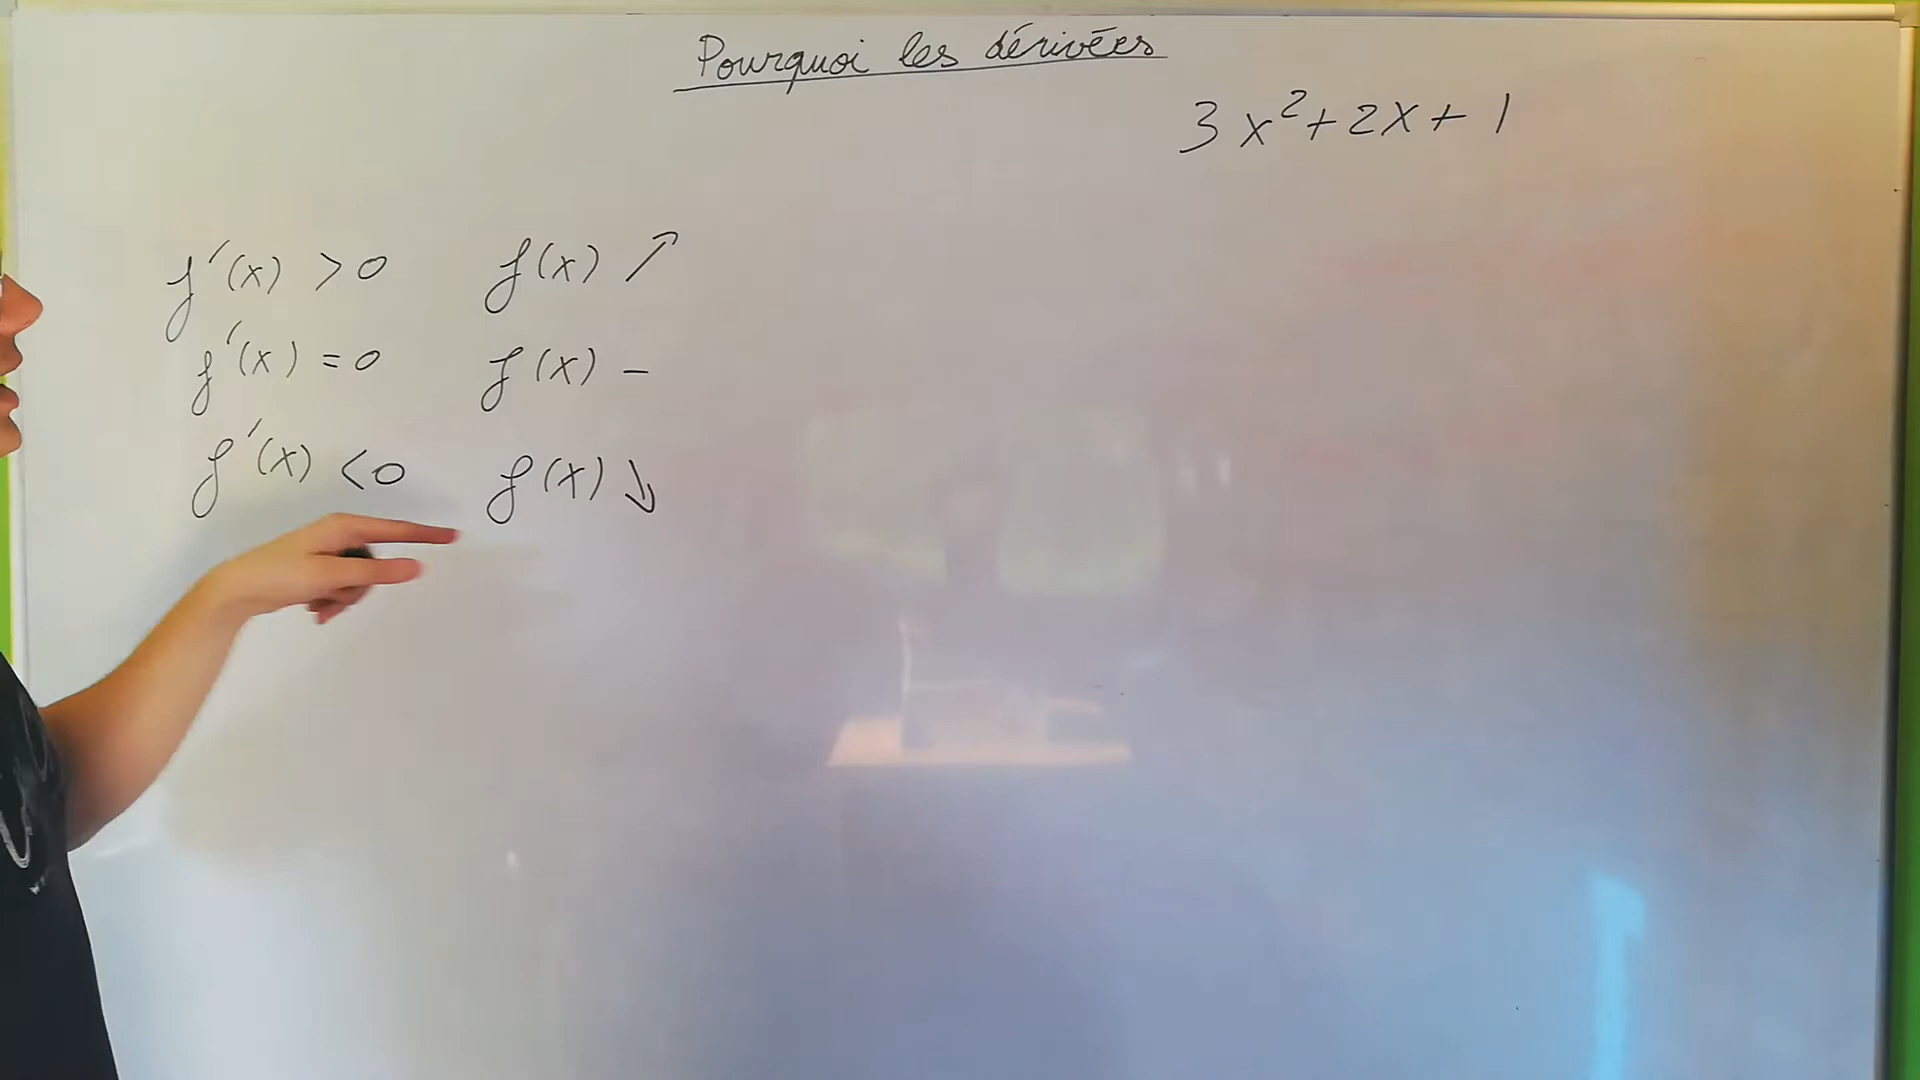 Pourquoi les dérivées
3x²+2x+1
f'(x) >0 f(x) ↗
f'(x) =0 f(x) –
f'(x) <0 f(x) ↘